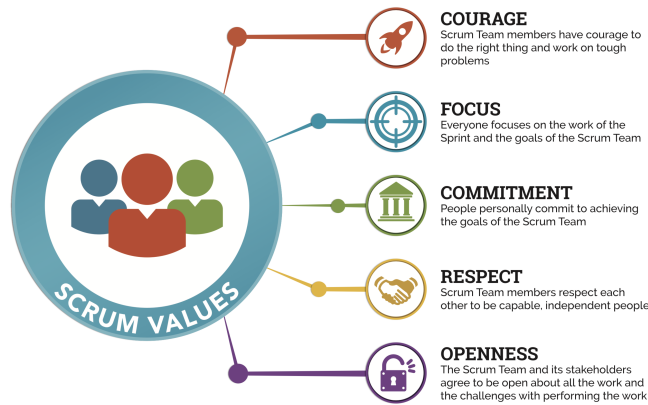 COURAGE
Scrum Team members have courage to
do the right thing and work on tough
problems
FOCUS
Everyone focuses on the work of the
Sprint and the goals of the Scrum Team
COMMITMENT
People personally commit to achieving
the goals of the Scrum Team
RESPECT
Scrum Team members respect each
other to be capable, independent people
OPENNESS
The Scrum Team and its stakeholders
agree to be open about all the work and
the challenges with performing the work
SCRUM VALUES